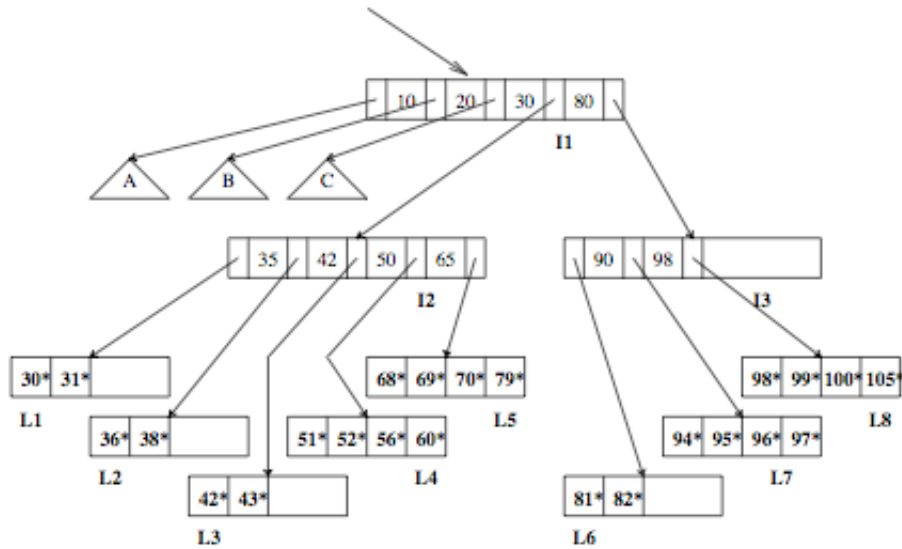 10 20 30 80
I1
A B C
35 42 50 65
90 98
I2
I3
30* 31*
68* 69* 70* 79*
98* 99* 100* 105*
L1
L5
L8
36* 38*
51* 52* 56* 60*
94* 95* 96* 97*
L2
L4
L7
42* 43*
81* 82*
L3
L6